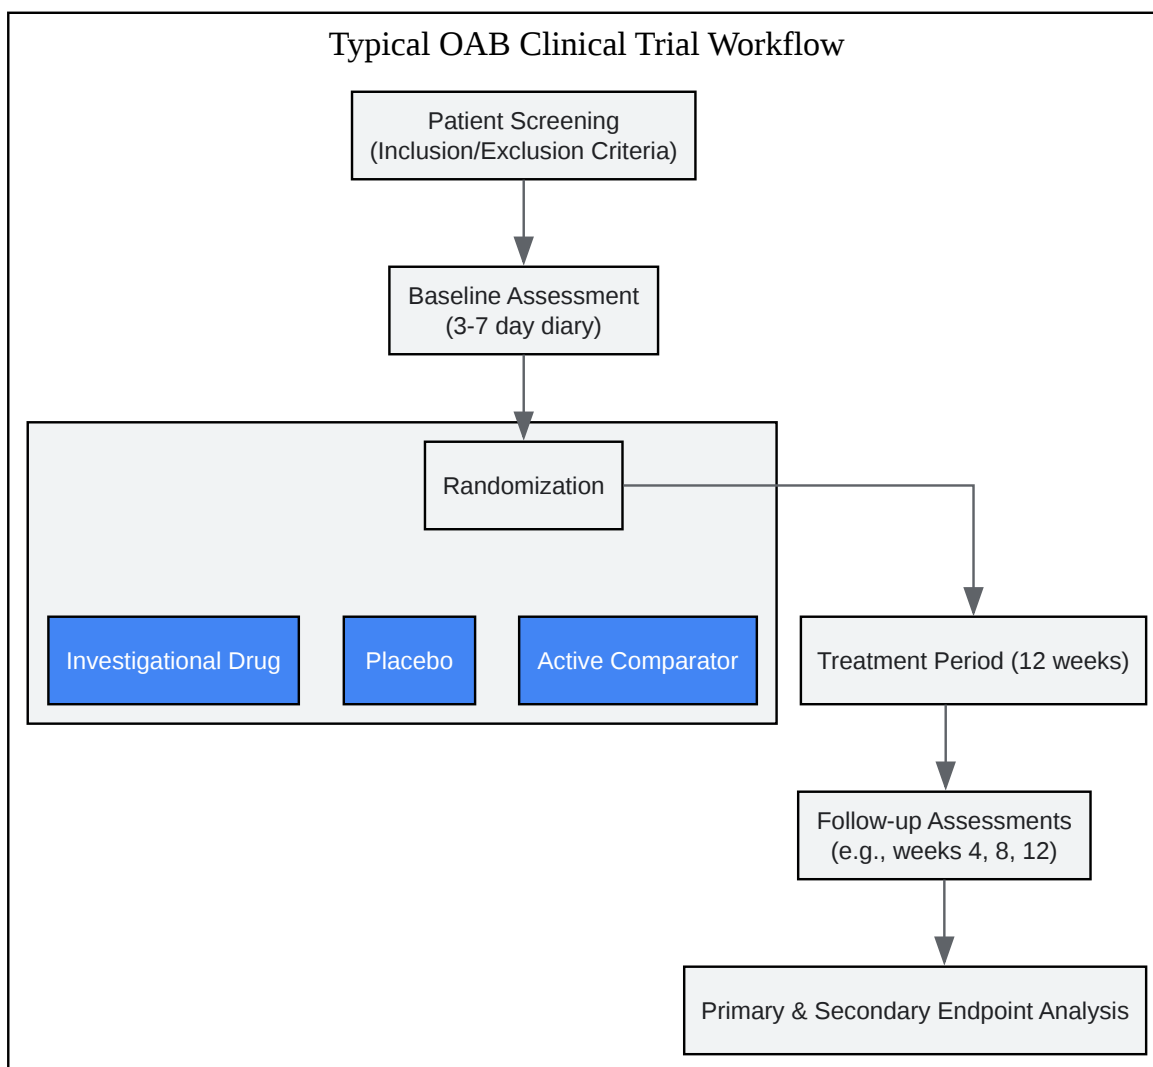 Typical OAB Clinical Trial Workflow
Patient Screening
(Inclusion/Exclusion Criteria)
Baseline Assessment
(3-7 day diary)
Randomization
Investigational Drug
Placebo
Active Comparator
Treatment Period (12 weeks)
Follow-up Assessments
(e.g., weeks 4, 8, 12)
Primary & Secondary Endpoint Analysis